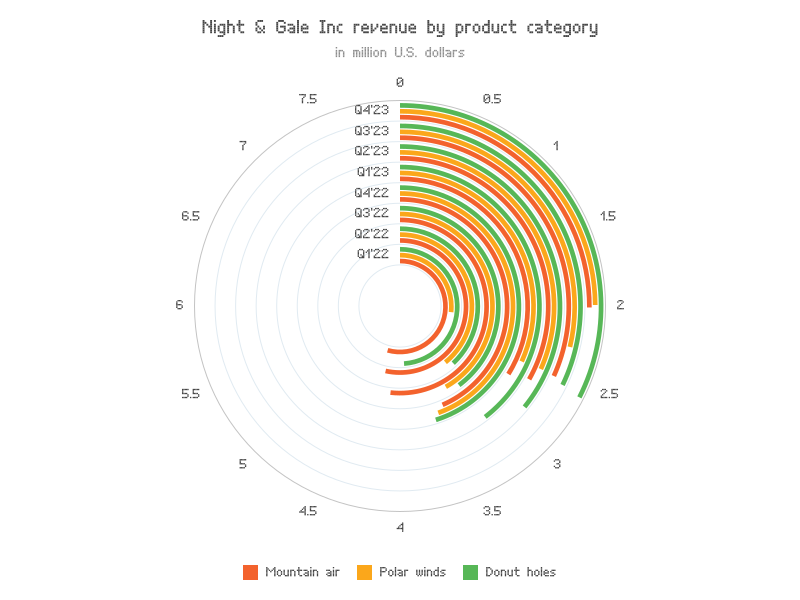 Night & Gale Inc revenue by product category
in million U.S. dollars
0
0.5
1
1.5
2
2.5
3
3.5
4
4.5
5
5.5
6
6.5
7
7.5
Q4'23
Q3'23
Q2'23
Q1'23
Q4'22
Q3'22
Q2'22
Q1'22
Mountain air Polar winds Donut holes